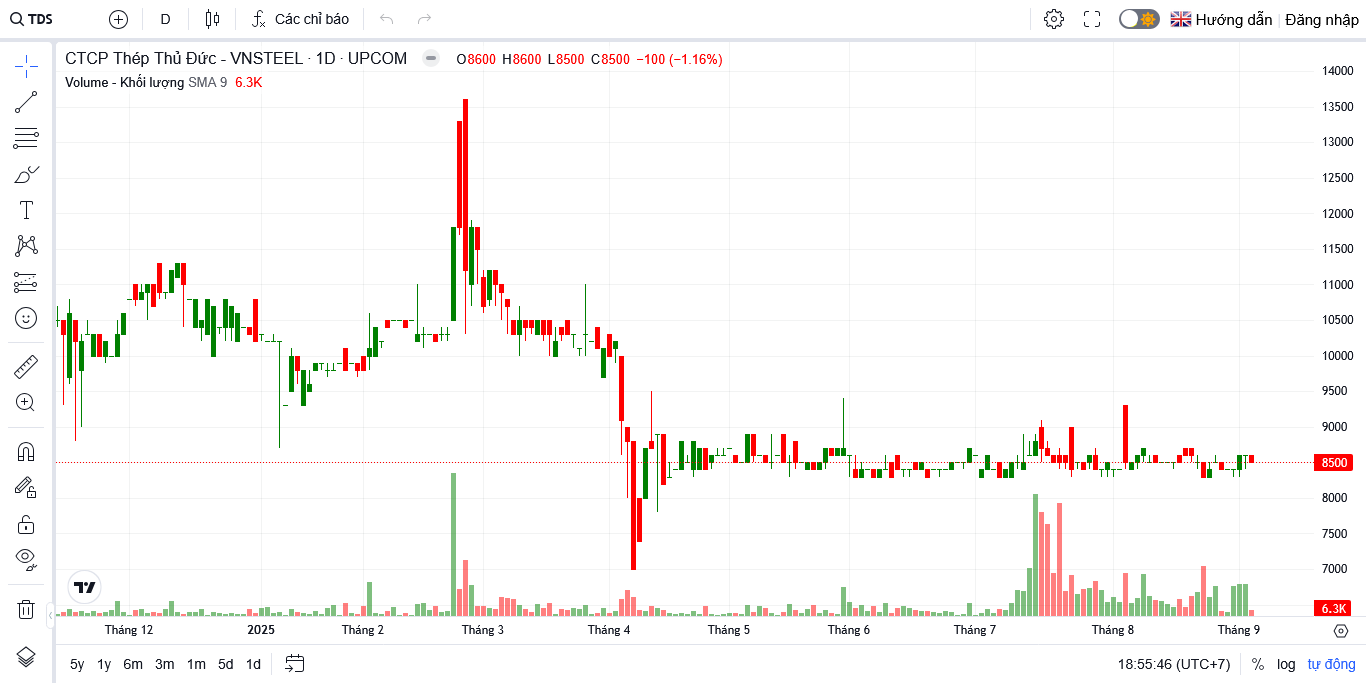 TDS D Các chỉ báo Hướng dẫn Đăng nhập
CTCP Thép Thủ Đức - VNSTEEL · 1D · UPCOM O8600 H8600 L8500 C8500 −100 (−1.16%)
Volume - Khối lượng SMA 9 6.3K
14000
13500
13000
12500
12000
11500
11000
10500
10000
9500
9000
8500
8000
7500
7000
6.3K
Tháng 12 2025 Tháng 2 Tháng 3 Tháng 4 Tháng 5 Tháng 6 Tháng 7 Tháng 8 Tháng 9
5y 1y 6m 3m 1m 5d 1d 18:55:46 (UTC+7) % log tự động